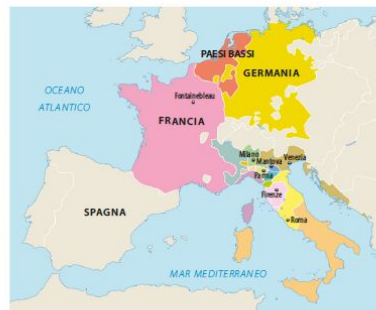 PAESI BASSI
GERMANIA
OCEANO
ATLANTICO
Fontainebleau
FRANCIA
Milano
Mantova
Venezia
Parma
Firenze
SPAGNA
Roma
MAR MEDITERRANEO